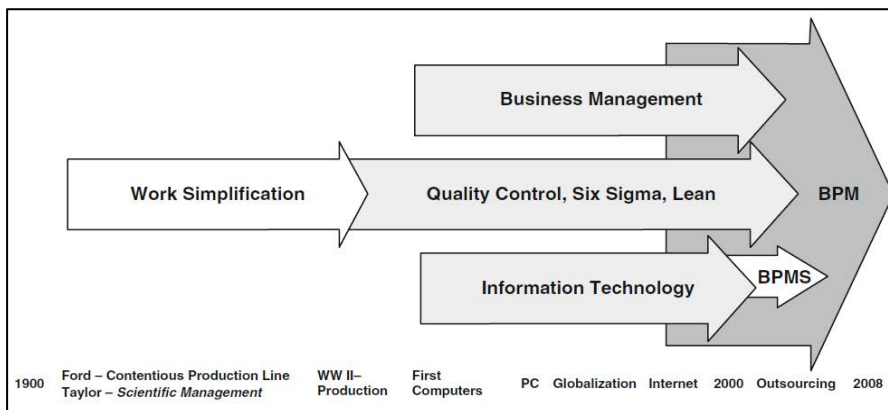 Business Management
Work Simplification
Quality Control, Six Sigma, Lean
BPM
Information Technology
BPMS
1900
Ford – Contentious Production Line
Taylor – Scientific Management
WW II–
Production
First
Computers
PC
Globalization
Internet
2000
Outsourcing
2008